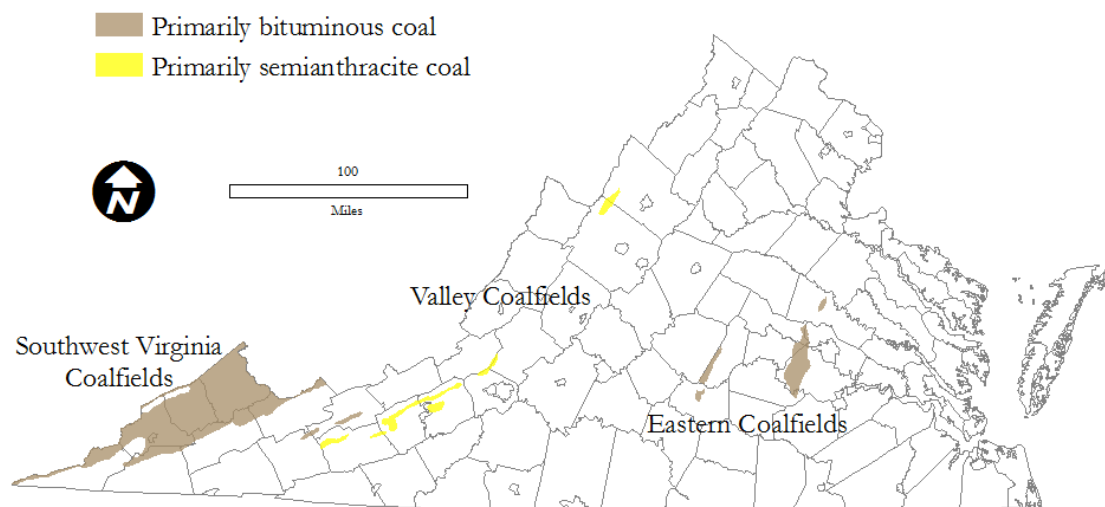 Primarily bituminous coal
Primarily semianthracite coal
N
100
Miles
Valley Coalfields
Southwest Virginia
Coalfields
Eastern Coalfields